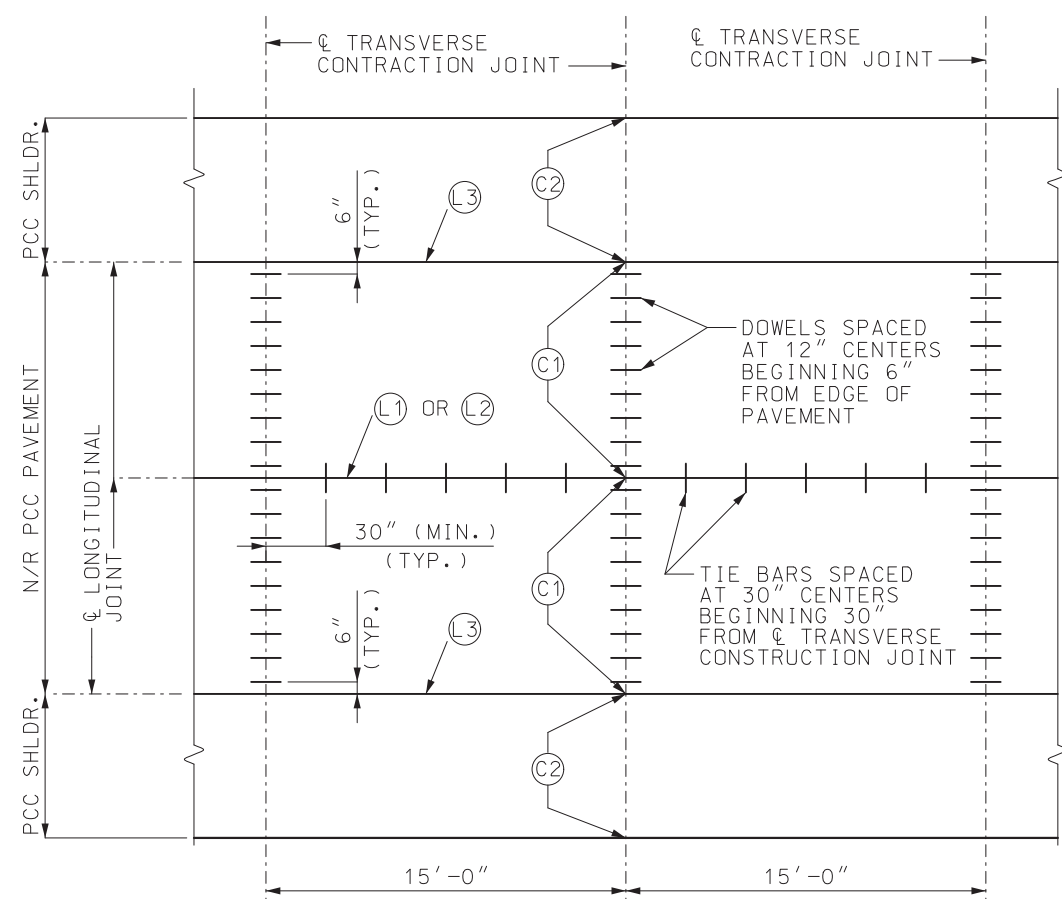 ℄ TRANSVERSE
CONTRACTION JOINT
℄ TRANSVERSE
CONTRACTION JOINT
PCC SHLDR.
C2
6"
(TYP.)
L3
N/R PCC PAVEMENT
℄ LONGITUDINAL
JOINT
C1
DOWELS SPACED
AT 12" CENTERS
BEGINNING 6"
FROM EDGE OF
PAVEMENT
L1 OR L2
30" (MIN.)
(TYP.)
C1
TIE BARS SPACED
AT 30" CENTERS
BEGINNING 30"
FROM ℄ TRANSVERSE
CONSTRUCTION JOINT
6"
(TYP.)
L3
PCC SHLDR.
C2
15'-0"
15'-0"